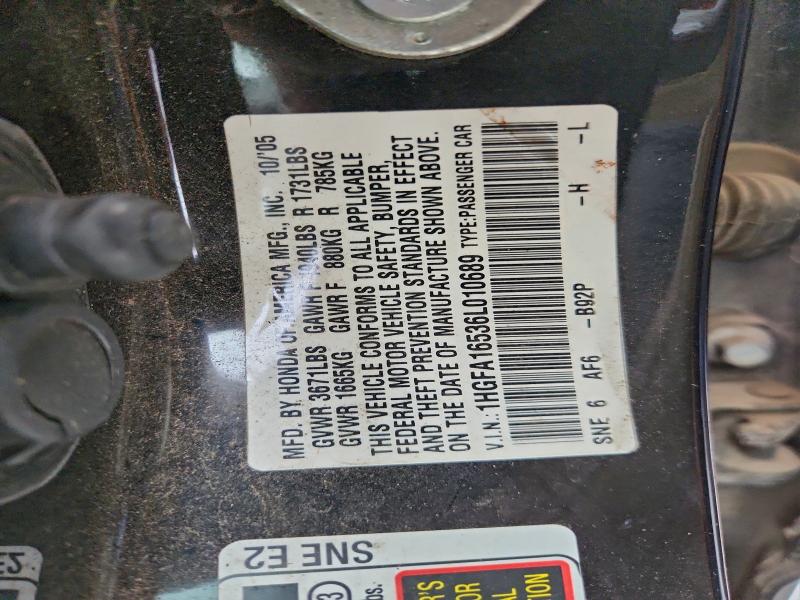 MFD. BY HONDA OF AMERICA MFG., INC. 10/'05
GVWR 3671LBS GAWR F 1940LBS R 1731LBS
GVWR 1665KG GAWR F 880KG R 785KG
THIS VEHICLE CONFORMS TO ALL APPLICABLE
FEDERAL MOTOR VEHICLE SAFETY, BUMPER,
AND THEFT PREVENTION STANDARDS IN EFFECT
ON THE DATE OF MANUFACTURE SHOWN ABOVE.
V.I.N.: 1HGFA16536L010689 TYPE:PASSENGER CAR
SNE 6 AF6 -B92P -H -L
SNE E2